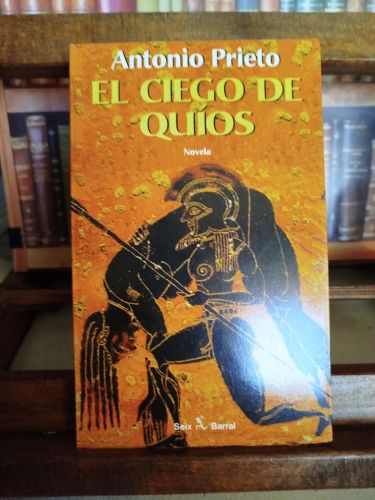 Antonio Prieto
EL CIEGO DE
QUÍOS
Novela
Seix Barral